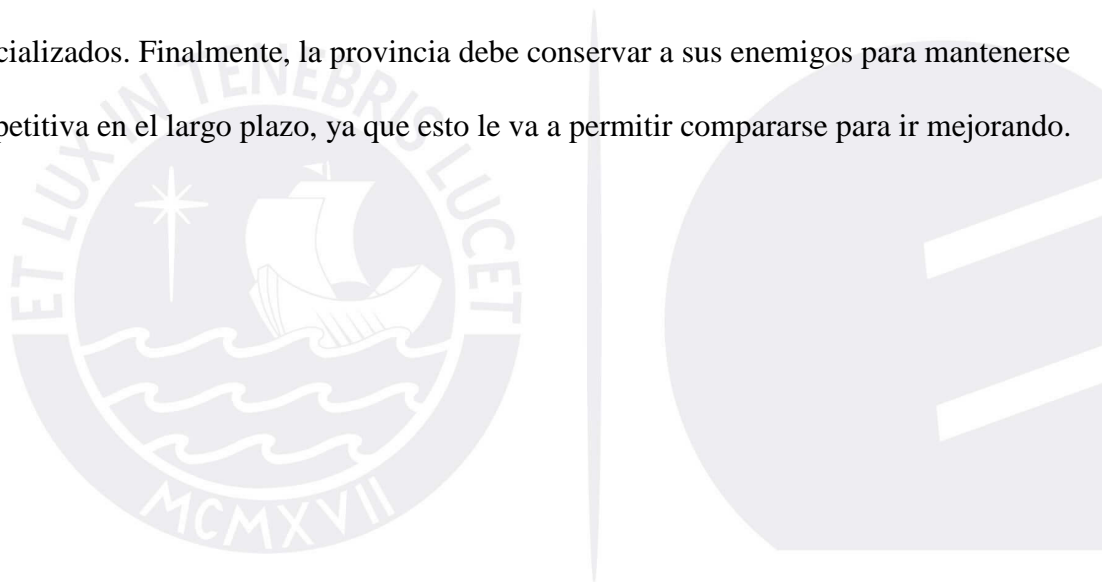 cializados. Finalmente, la provincia debe conservar a sus enemigos para mantenerse
petitiva en el largo plazo, ya que esto le va a permitir compararse para ir mejorando.
ET LUX IN TENEBRIS LUCET
MCMXVII